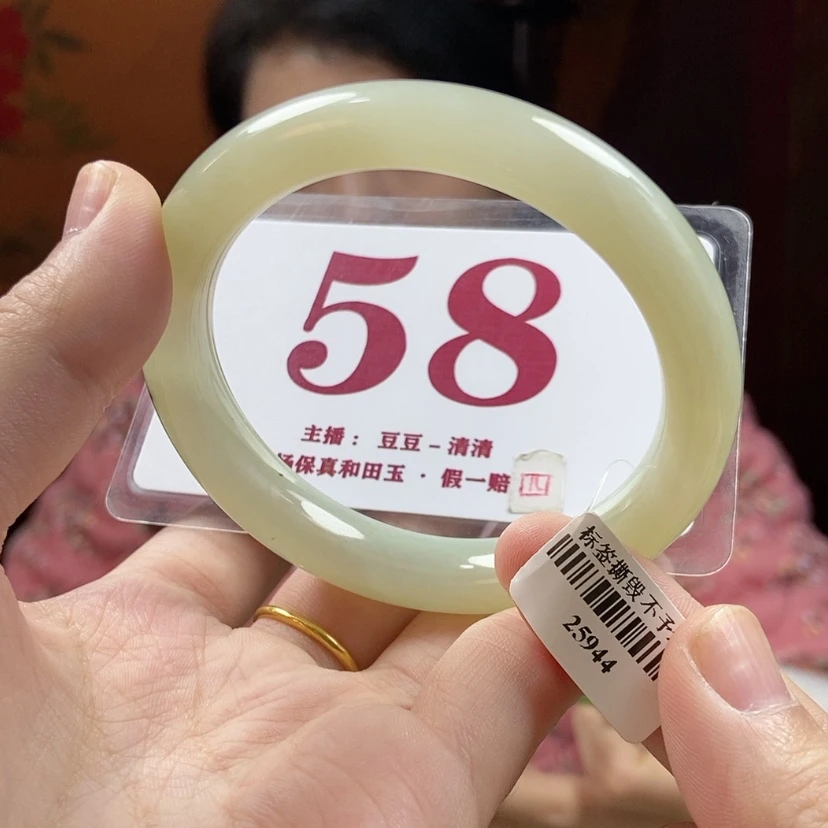 58
主播： 豆豆－清清
保真和田玉 · 假一赔
四
标签撕毁不予
25944